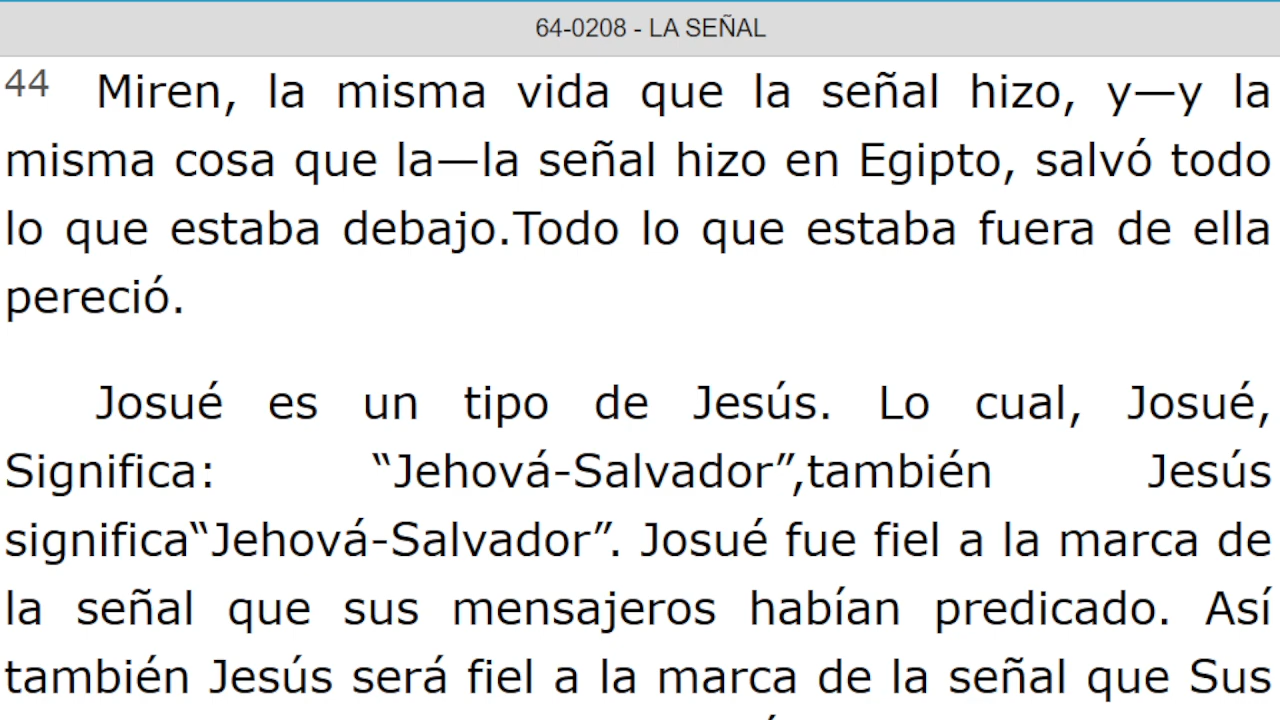 64-0208 - LA SEÑAL
44 Miren, la misma vida que la señal hizo, y—y la
misma cosa que la—la señal hizo en Egipto, salvó todo
lo que estaba debajo.Todo lo que estaba fuera de ella
pereció.
Josué es un tipo de Jesús. Lo cual, Josué,
Significa: “Jehová-Salvador”,también Jesús
significa“Jehová-Salvador”. Josué fue fiel a la marca de
la señal que sus mensajeros habían predicado. Así
también Jesús será fiel a la marca de la señal que Sus